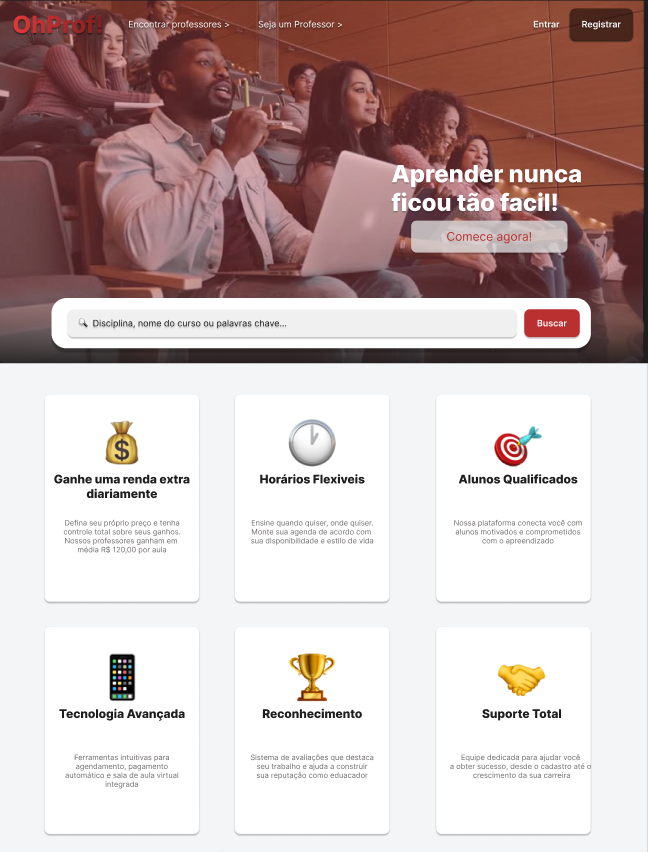 OhProf!
Encontrar professores >
Seja um Professor >
Entrar
Registrar
Aprender nunca
ficou tão facil!
Comece agora!
Disciplina, nome do curso ou palavras chave...
Buscar
Ganhe uma renda extra
diariamente
Defina seu próprio preço e tenha
controle total sobre seus ganhos.
Nossos professores ganham em
média R$ 120,00 por aula
Horários Flexiveis
Ensine quando quiser, onde quiser.
Monte sua agenda de acordo com
sua disponibilidade e estilo de vida
Alunos Qualificados
Nossa plataforma conecta você com
alunos motivados e comprometidos
com o apreendizado
Tecnologia Avançada
Ferramentas intuitivas para
agendamento, pagamento
automático e sala de aula virtual
integrada
Reconhecimento
Sistema de avaliações que destaca
seu trabalho e ajuda a construir
sua reputação como eduacador
Suporte Total
Equipe dedicada para ajudar você
a obter sucesso, desde o cadastro até o
crescimento da sua carreira